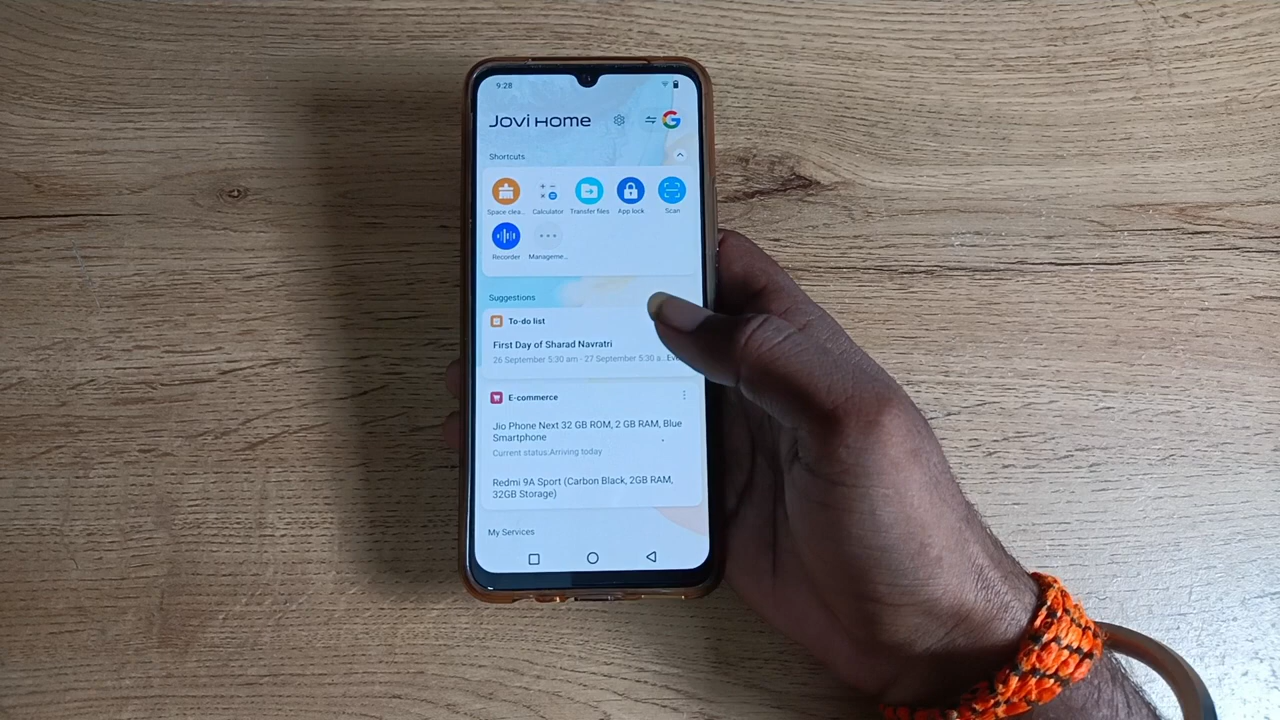 9:28
Jovi Home
Shortcuts
Space clea...
Calculator
Transfer files
App lock
Scan
Recorder
Manageme...
Suggestions
To-do list
First Day of Sharad Navratri
26 September 5:30 am - 27 September 5:30 a...
E-commerce
Jio Phone Next 32 GB ROM, 2 GB RAM, Blue
Smartphone
Current status:Arriving today
Redmi 9A Sport (Carbon Black, 2GB RAM,
32GB Storage)
My Services